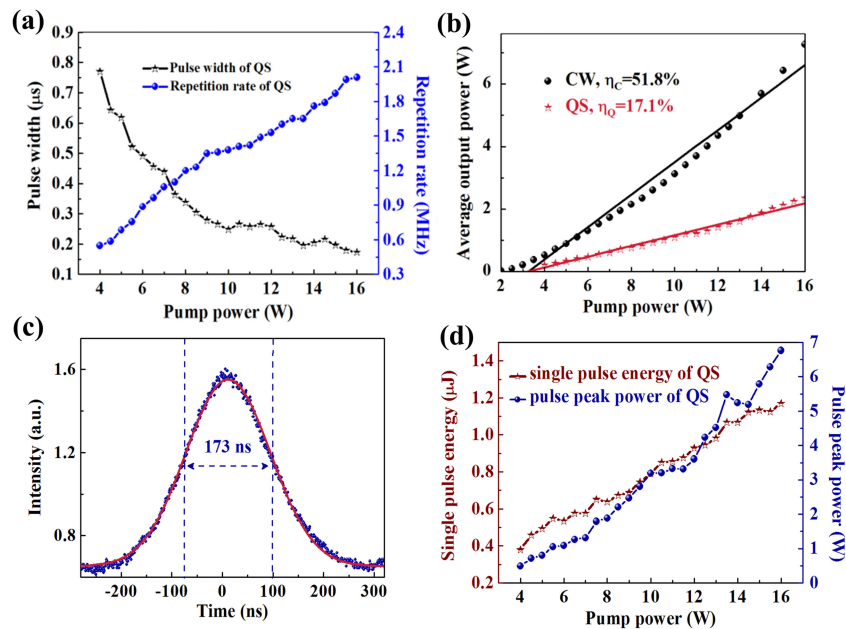 (a)
0.9
0.8
0.7
0.6
0.5
0.4
0.3
0.2
0.1
Pulse width (μs)
Pulse width of QS
Repetition rate of QS
2.4
2.1
1.8
1.5
1.2
0.9
0.6
0.3
Repetition rate (MHz)
4 6 8 10 12 14 16
Pump power (W)
(b)
6
4
2
0
Average output power (W)
CW, ηC=51.8%
QS, ηQ=17.1%
2 4 6 8 10 12 14 16
Pump power (W)
(c)
1.6
1.2
0.8
Intensity (a.u.)
173 ns
-200 -100 0 100 200 300
Time (ns)
(d)
1.4
1.2
1.0
0.8
0.6
0.4
0.2
Single pulse energy (μJ)
single pulse energy of QS
pulse peak power of QS
7
6
5
4
3
2
1
0
Pulse peak power (W)
4 6 8 10 12 14 16
Pump power (W)